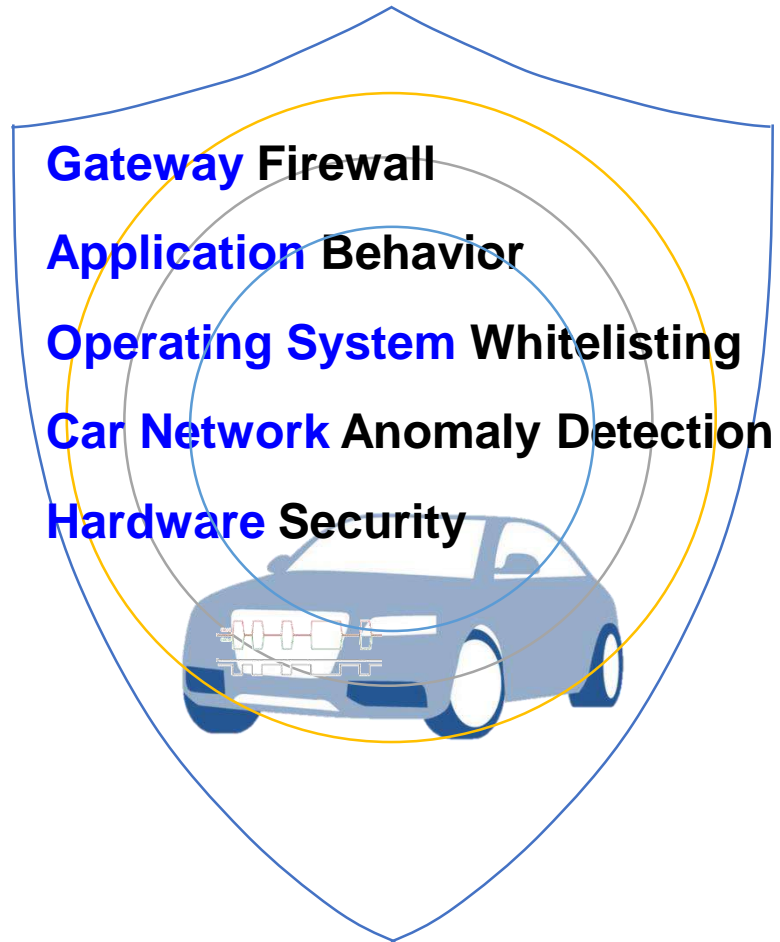 Gateway Firewall
Application Behavior
Operating System Whitelisting
Car Network Anomaly Detection
Hardware Security